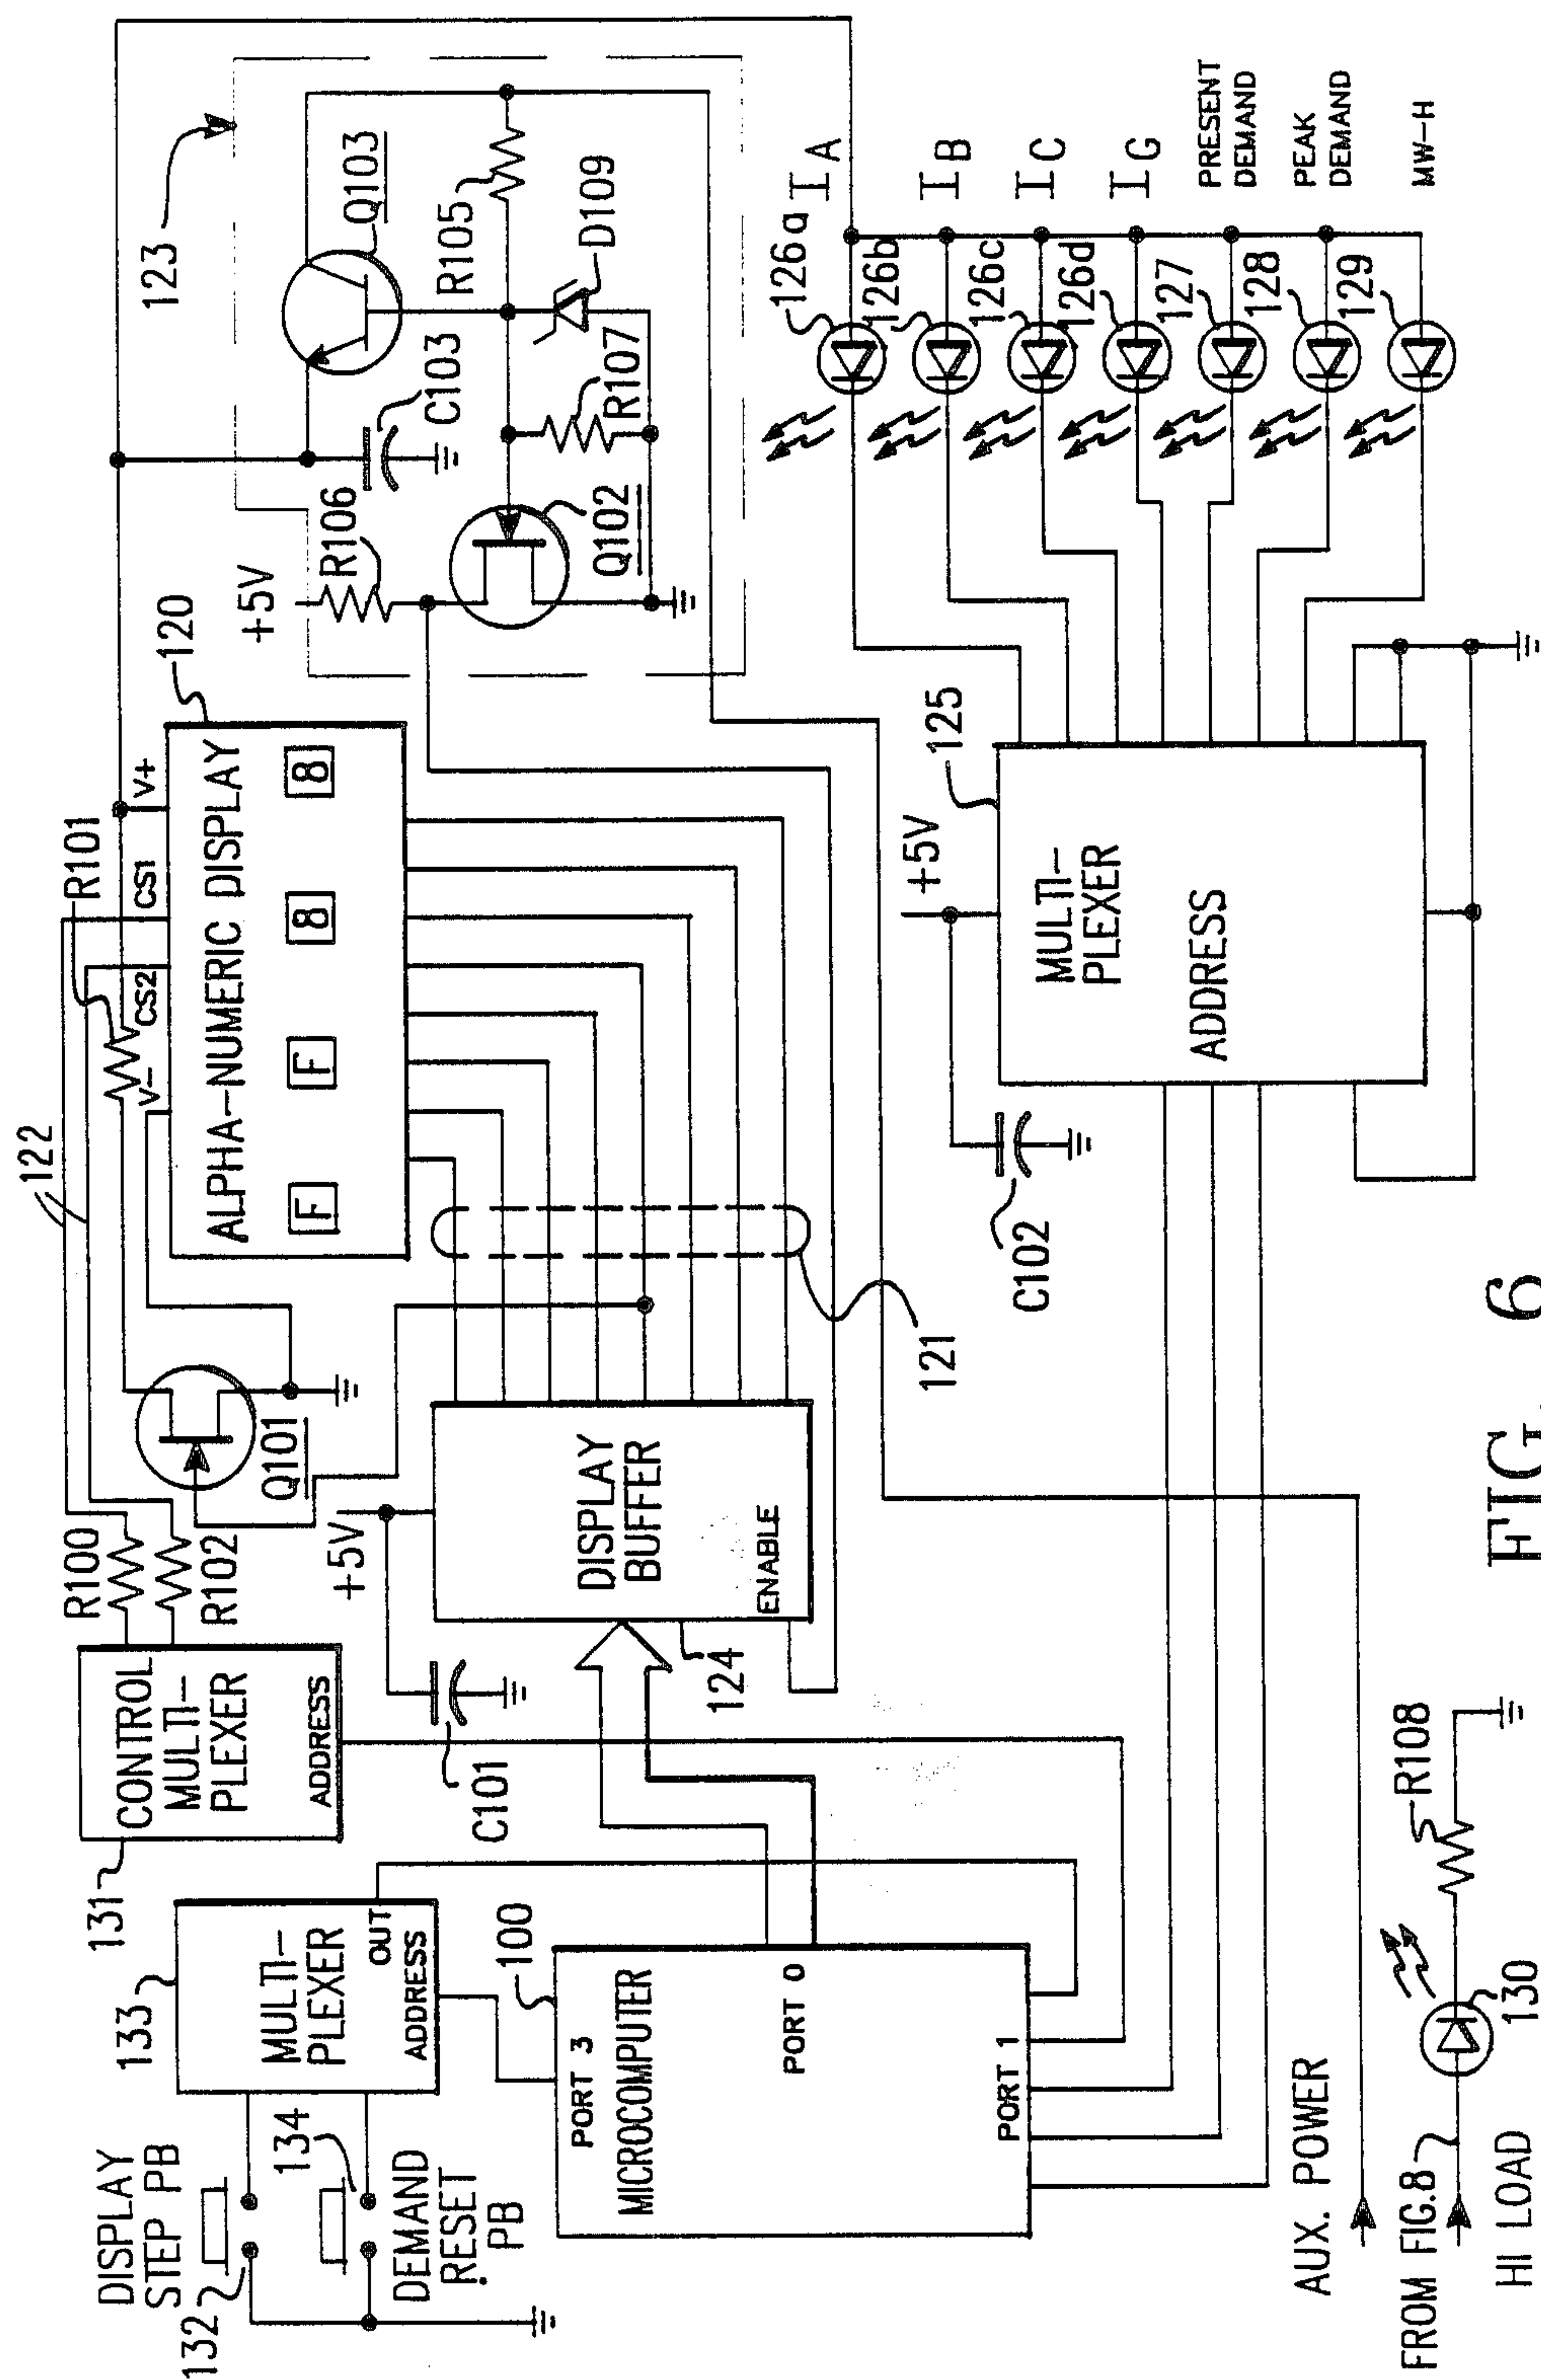 DISPLAY
STEP PB
132
134
DEMAND
RESET
PB
133
MULTI-
PLEXER
OUT
ADDRESS
131
CONTROL
MULTI-
PLEXER
ADDRESS
R100
R102
122
Q101
R101
V-
CS2
CS1
V+
120
ALPHA-NUMERIC DISPLAY
F
F
8
8
123
+5V
R106
C103
Q103
R105
D109
R107
Q102
+5V
C101
DISPLAY
BUFFER
ENABLE
124
121
100
PORT 3
MICROCOMPUTER
PORT 0
PORT 1
+5V
125
C102
MULTI-
PLEXER
ADDRESS
126a
126b
126c
126d
127
128
129
IA
IB
IC
IG
PRESENT
DEMAND
PEAK
DEMAND
MW-H
AUX. POWER
FROM FIG.8
HI LOAD
130
R108
FIG. 6